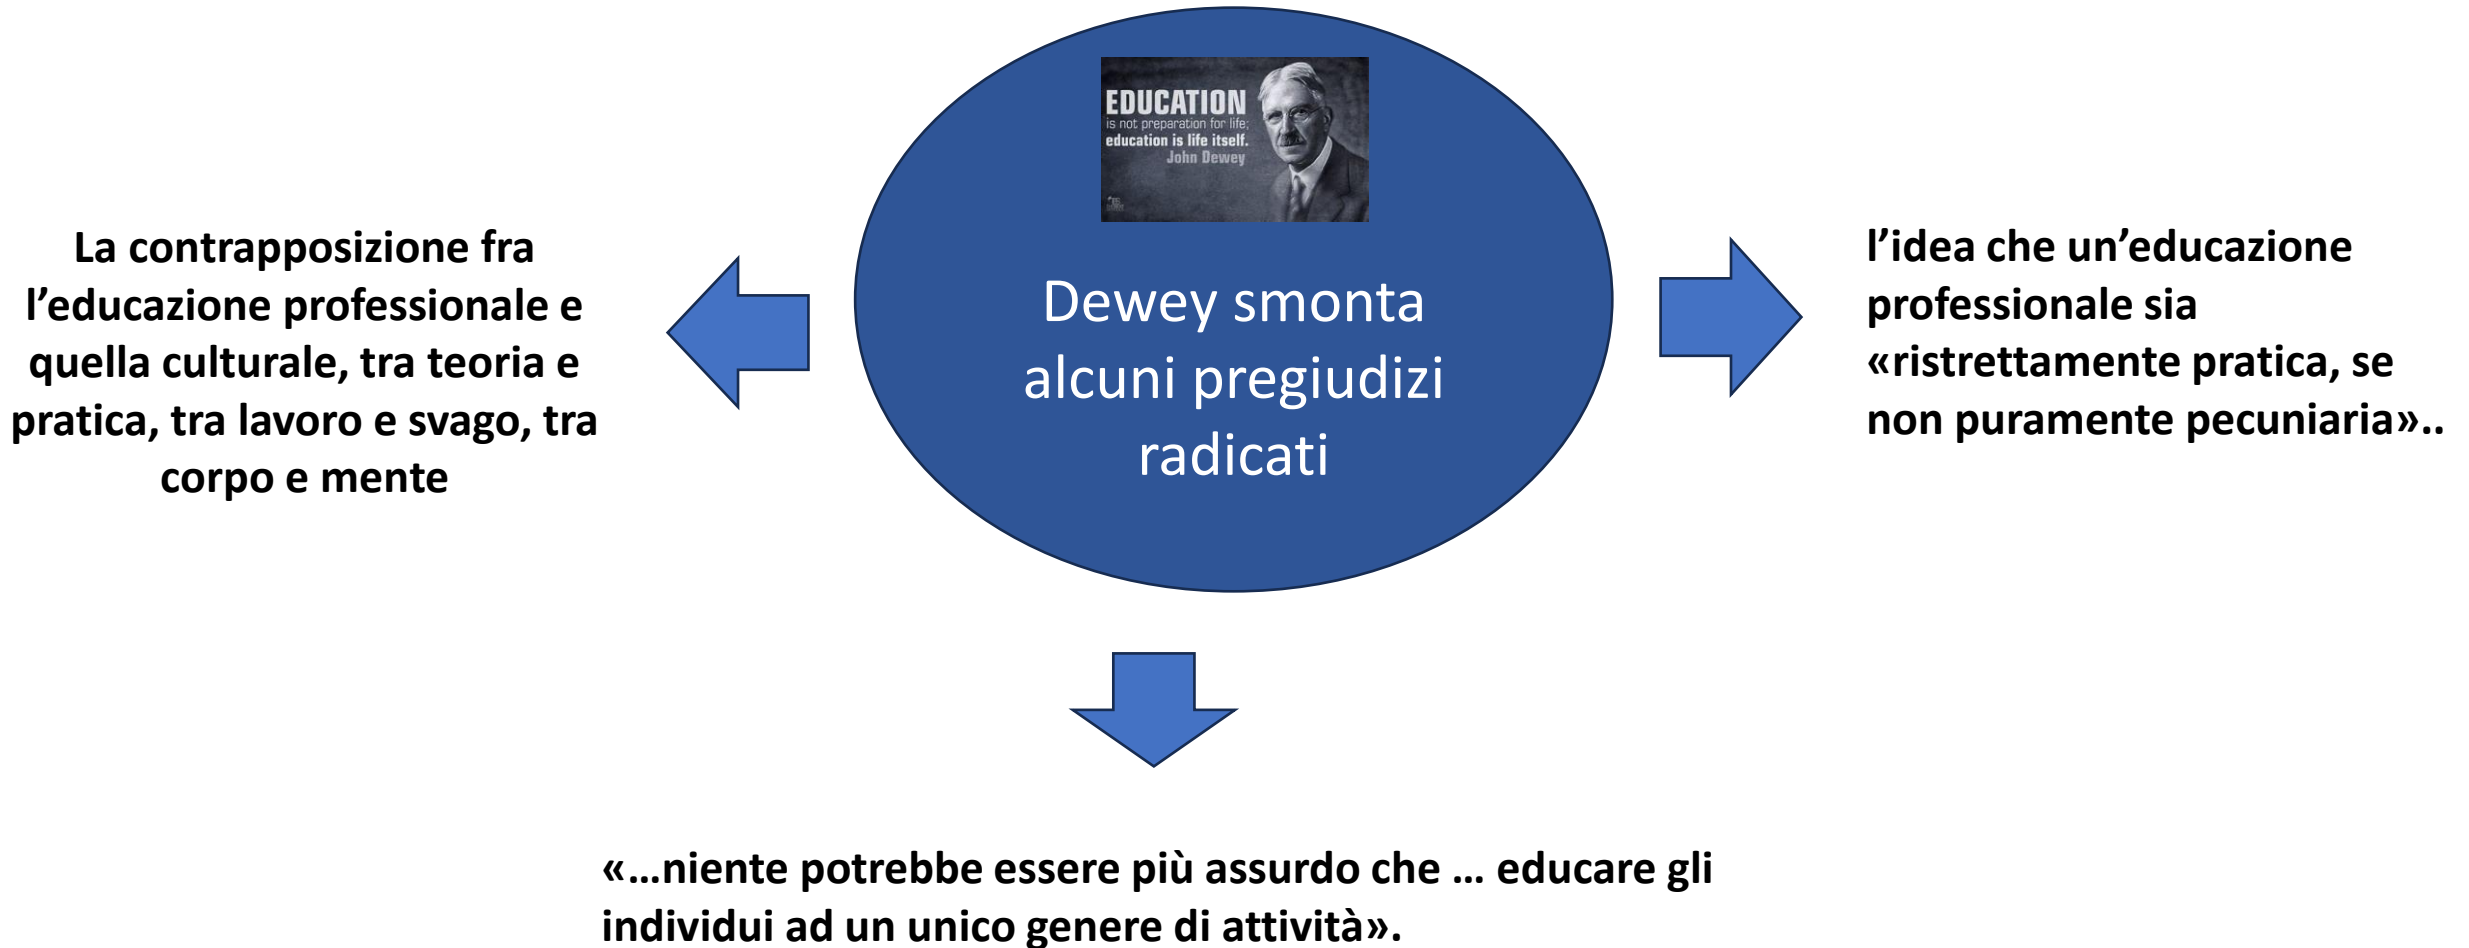 EDUCATION
is not preparation for life;
education is life itself.
John Dewey
Dewey smonta
alcuni pregiudizi
radicati
La contrapposizione fra
l’educazione professionale e
quella culturale, tra teoria e
pratica, tra lavoro e svago, tra
corpo e mente
l’idea che un’educazione
professionale sia
«ristrettamente pratica, se
non puramente pecuniaria»..
«…niente potrebbe essere più assurdo che … educare gli
individui ad un unico genere di attività».